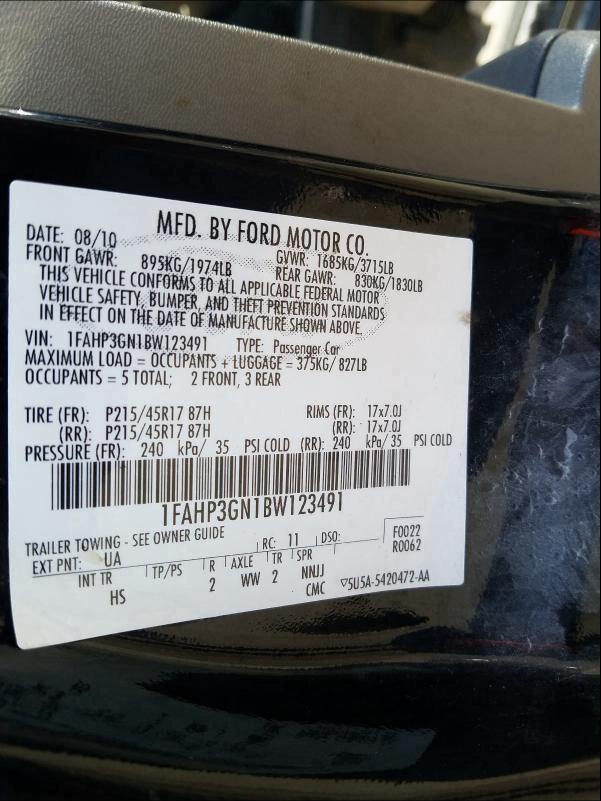 MFD. BY FORD MOTOR CO.
DATE: 08/10 GVWR: 1685KG/3715LB
FRONT GAWR: 895KG/1974LB REAR GAWR: 830KG/1830LB
THIS VEHICLE CONFORMS TO ALL APPLICABLE FEDERAL MOTOR
VEHICLE SAFETY, BUMPER, AND THEFT PREVENTION STANDARDS
IN EFFECT ON THE DATE OF MANUFACTURE SHOWN ABOVE.
VIN: 1FAHP3GN1BW123491 TYPE: Passenger Car
MAXIMUM LOAD = OCCUPANTS + LUGGAGE = 375KG/ 827LB
OCCUPANTS = 5 TOTAL; 2 FRONT, 3 REAR
TIRE (FR): P215/45R17 87H RIMS (FR): 17x7.0J
(RR): P215/45R17 87H (RR): 17x7.0J
PRESSURE (FR): 240 kPa/ 35 PSI COLD (RR): 240 kPa/ 35 PSI COLD
1FAHP3GN1BW123491
TRAILER TOWING - SEE OWNER GUIDE F0022
EXT PNT: UA RC: 11 DSO: R0062
INT TR TP/PS R AXLE TR SPR
HS 2 WW 2 NNJJ
CMC ▽5U5A-5420472-AA